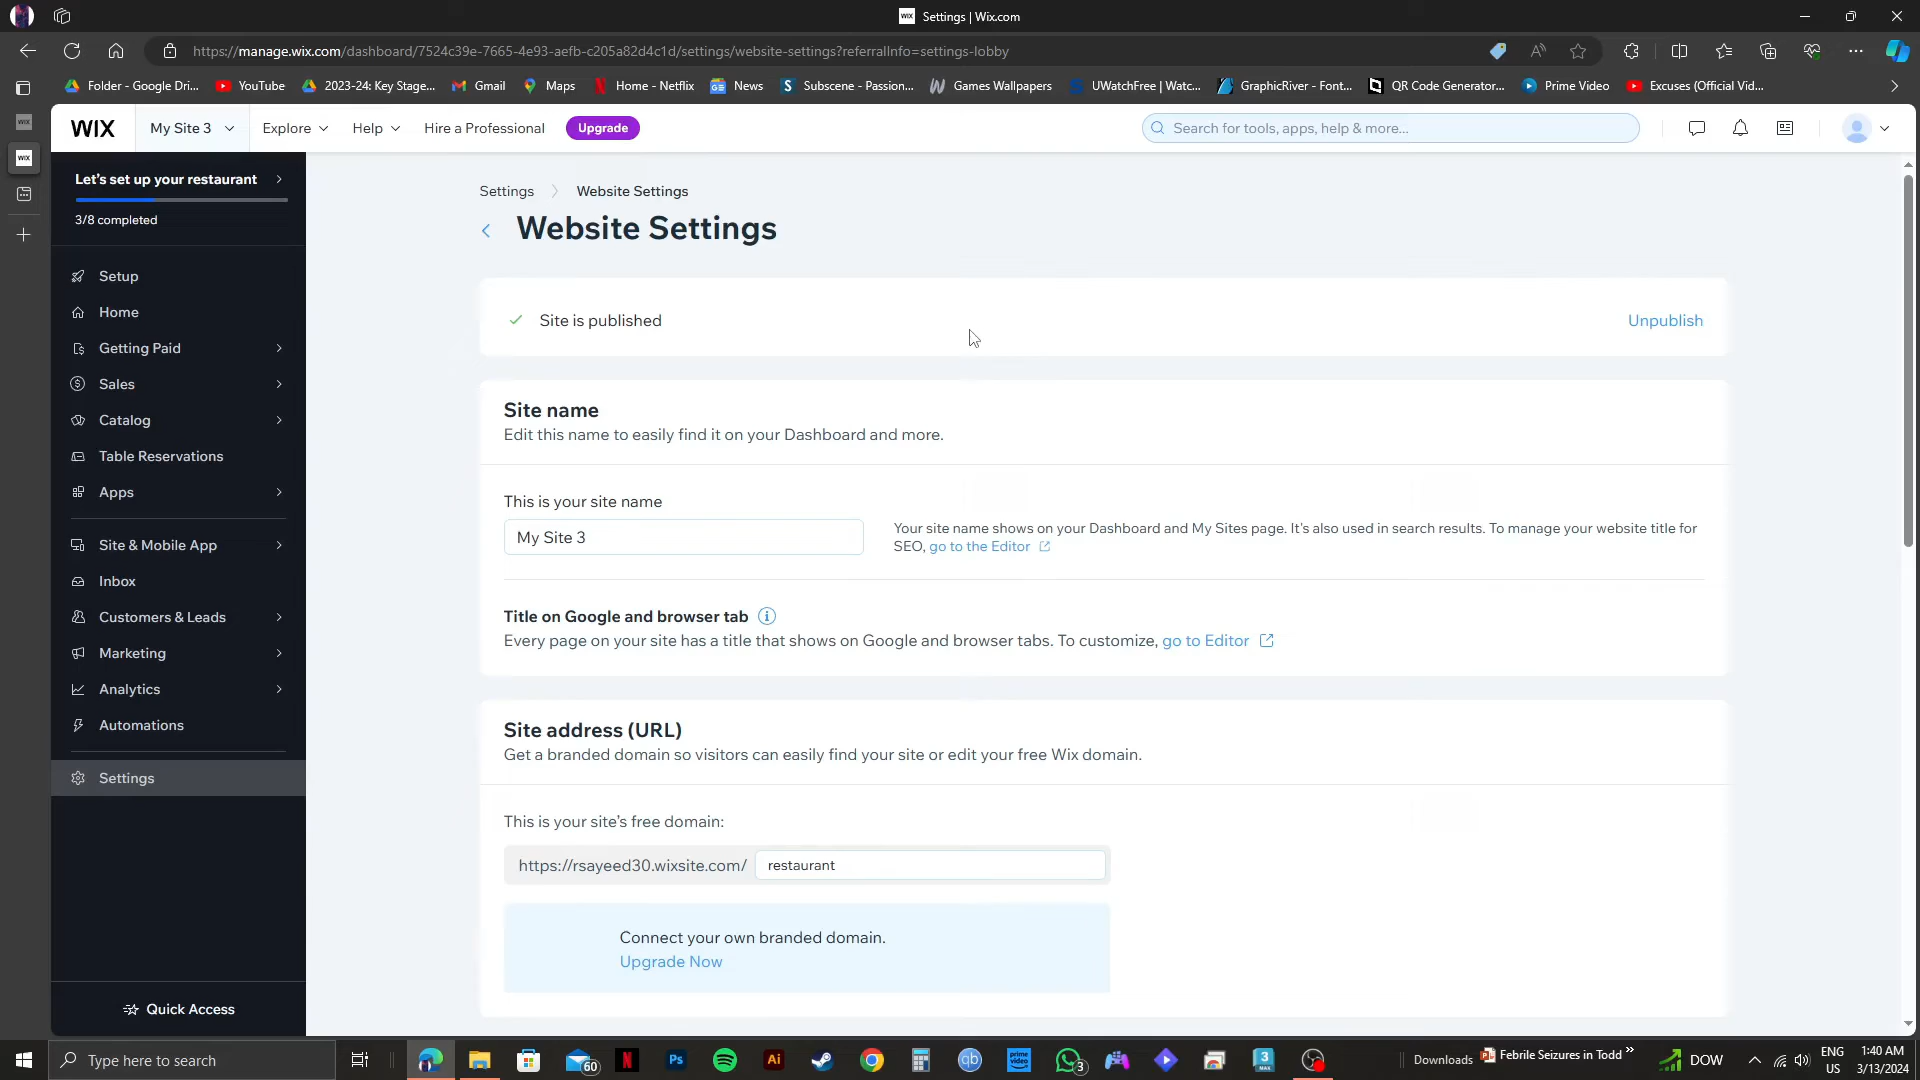 Settings | Wix.com
https://manage.wix.com/dashboard/7524c39e-7665-4e93-aefb-c205a82d4c1d/settings/website-settings?referralInfo=settings-lobby
Folder - Google Dri...
YouTube
2023-24: Key Stage...
Gmail
Maps
Home - Netflix
News
Subscene - Passion...
Games Wallpapers
UWatchFree | Watc...
GraphicRiver - Font...
QR Code Generator...
Prime Video
Excuses (Official Vid...
WIX
My Site 3
Explore
Help
Hire a Professional
Upgrade
Search for tools, apps, help & more...
Let's set up your restaurant
3/8 completed
Setup
Home
Getting Paid
Sales
Catalog
Table Reservations
Apps
Site & Mobile App
Inbox
Customers & Leads
Marketing
Analytics
Automations
Settings
Quick Access
Settings
Website Settings
Website Settings
Site is published
Unpublish
Site name
Edit this name to easily find it on your Dashboard and more.
This is your site name
My Site 3
Your site name shows on your Dashboard and My Sites page. It's also used in search results. To manage your website title for
SEO, go to the Editor
Title on Google and browser tab
Every page on your site has a title that shows on Google and browser tabs. To customize, go to Editor
Site address (URL)
Get a branded domain so visitors can easily find your site or edit your free Wix domain.
This is your site's free domain:
https://rsayeed30.wixsite.com/
restaurant
Connect your own branded domain.
Upgrade Now
Type here to search
60
N
Ps
Ai
qb
prime video
3
3
MAX
Downloads
Febrile Seizures in Todd
DOW
ENG
US
1:40 AM
3/13/2024